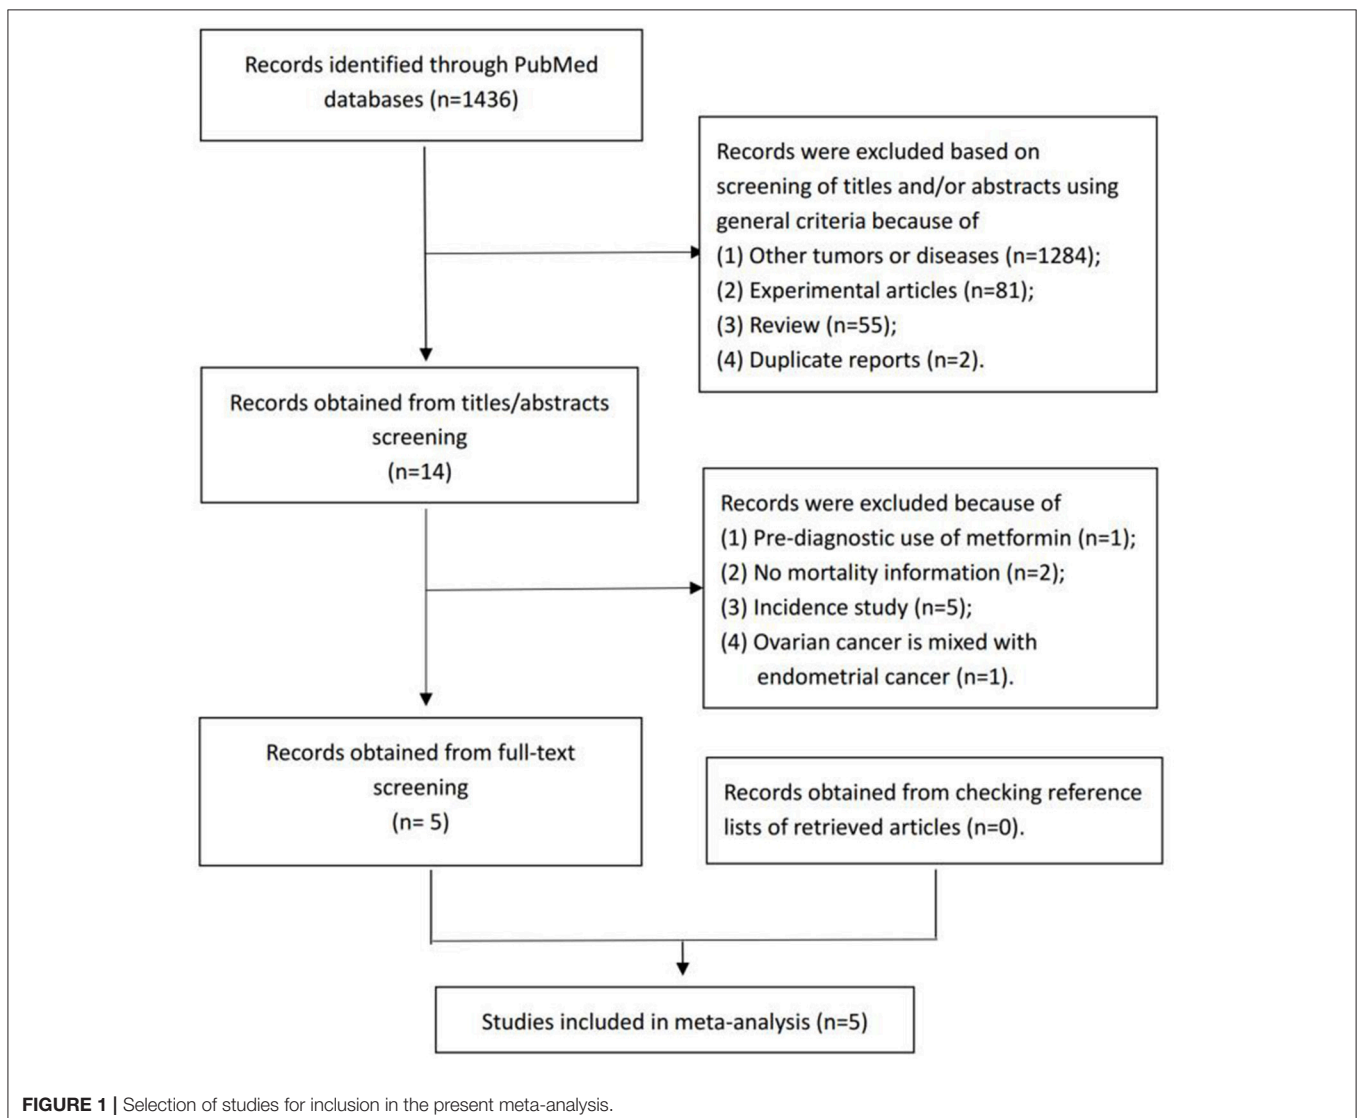 Records identified through PubMed
databases (n=1436)
Records were excluded based on
screening of titles and/or abstracts using
general criteria because of
(1) Other tumors or diseases (n=1284);
(2) Experimental articles (n=81);
(3) Review (n=55);
(4) Duplicate reports (n=2).
Records obtained from titles/abstracts
screening
(n=14)
Records were excluded because of
(1) Pre-diagnostic use of metformin (n=1);
(2) No mortality information (n=2);
(3) Incidence study (n=5);
(4) Ovarian cancer is mixed with
endometrial cancer (n=1).
Records obtained from full-text
screening
(n= 5)
Records obtained from checking reference
lists of retrieved articles (n=0).
Studies included in meta-analysis (n=5)
FIGURE 1 | Selection of studies for inclusion in the present meta-analysis.